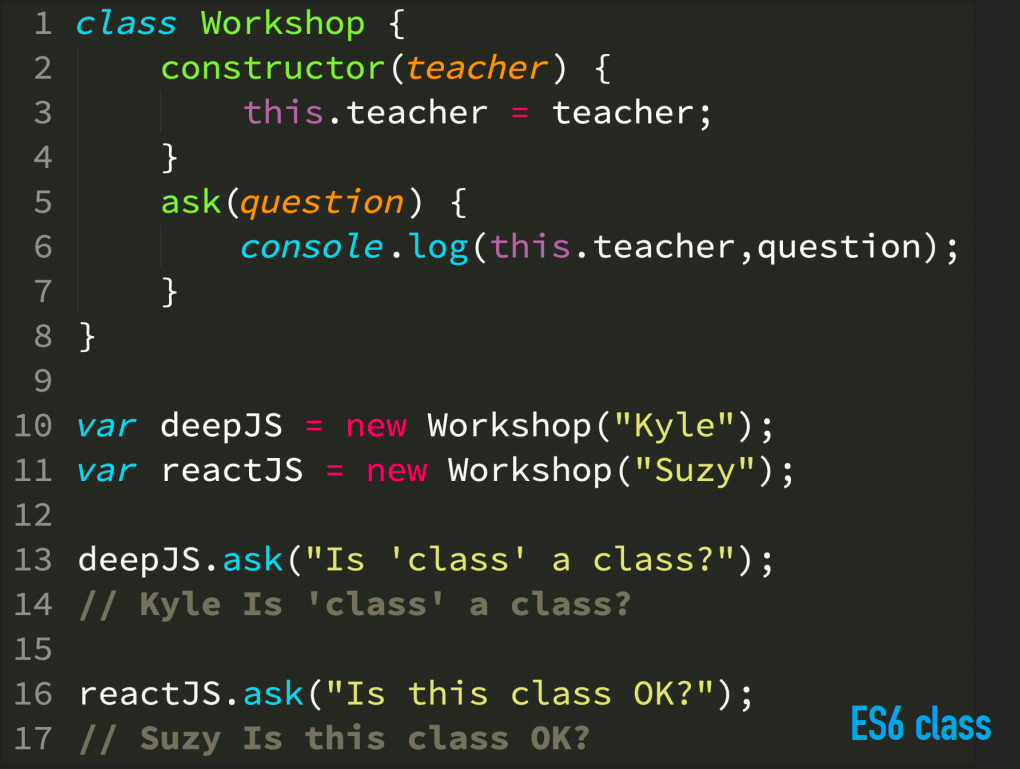 1 class Workshop {
2     constructor(teacher) {
3         this.teacher = teacher;
4     }
5     ask(question) {
6         console.log(this.teacher,question);
7     }
8 }
9
10 var deepJS = new Workshop("Kyle");
11 var reactJS = new Workshop("Suzy");
12
13 deepJS.ask("Is 'class' a class?");
14 // Kyle Is 'class' a class?
15
16 reactJS.ask("Is this class OK?");
17 // Suzy Is this class OK?
ES6 class